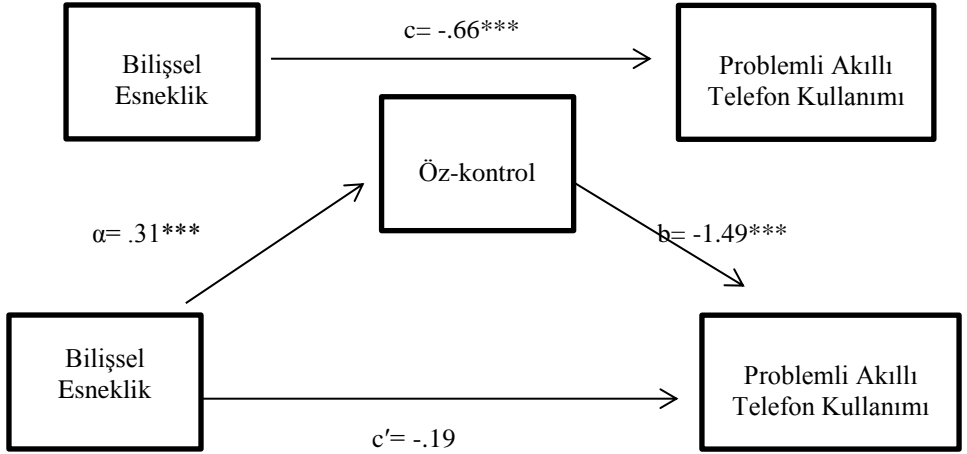 c= -.66***
Bilişsel
Esneklik
Problemli Akıllı
Telefon Kullanımı
Öz-kontrol
α= .31***
b= -1.49***
Bilişsel
Esneklik
Problemli Akıllı
Telefon Kullanımı
c′= -.19